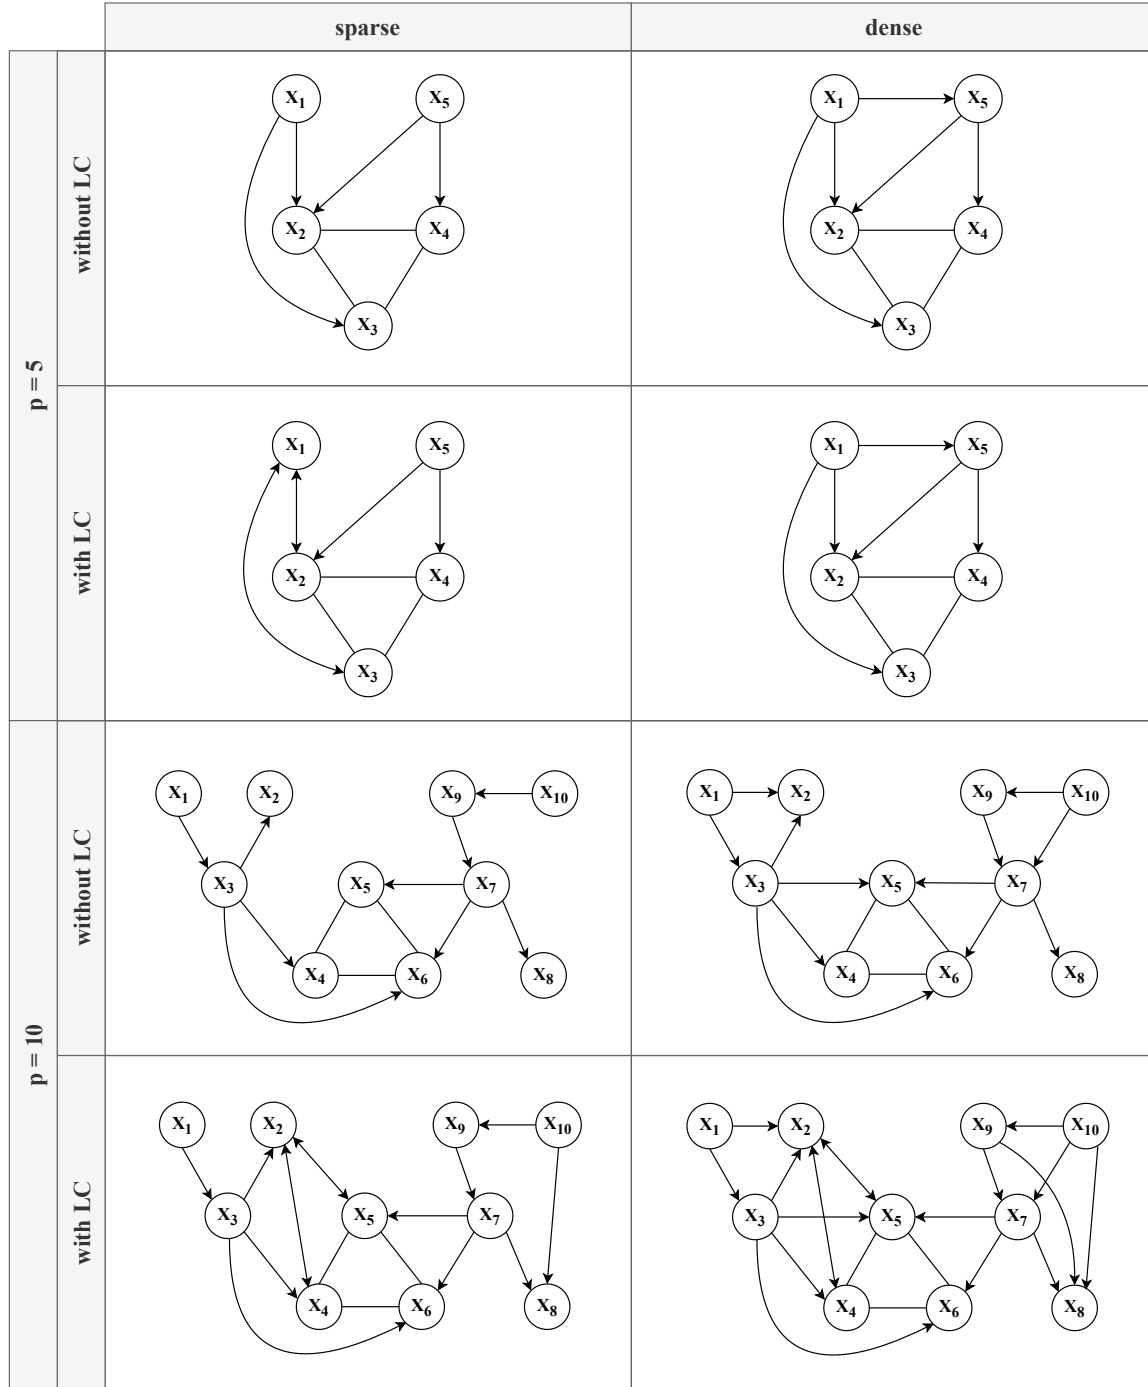 sparse dense
p = 5
without LC
X1 X5 X1 X5
X2 X4 X2 X4
X3 X3
with LC
X1 X5 X1 X5
X2 X4 X2 X4
X3 X3
p = 10
without LC
X1 X2 X9 X10 X1 X2 X9 X10
X3 X5 X7 X3 X5 X7
X4 X6 X8 X4 X6 X8
with LC
X1 X2 X9 X10 X1 X2 X9 X10
X3 X5 X7 X3 X5 X7
X4 X6 X8 X4 X6 X8